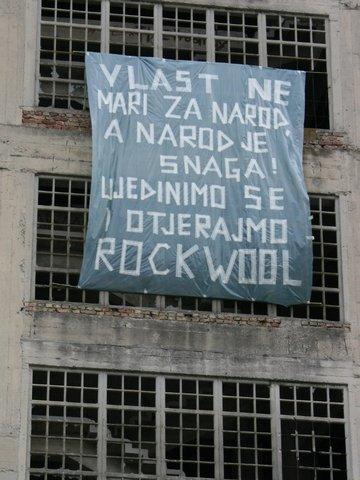 VLAST NE
MARI ZA NAROD,
A NAROD JE
SNAGA!
UJEDINIMO SE
I OTJERAJMO
ROCKWOOL